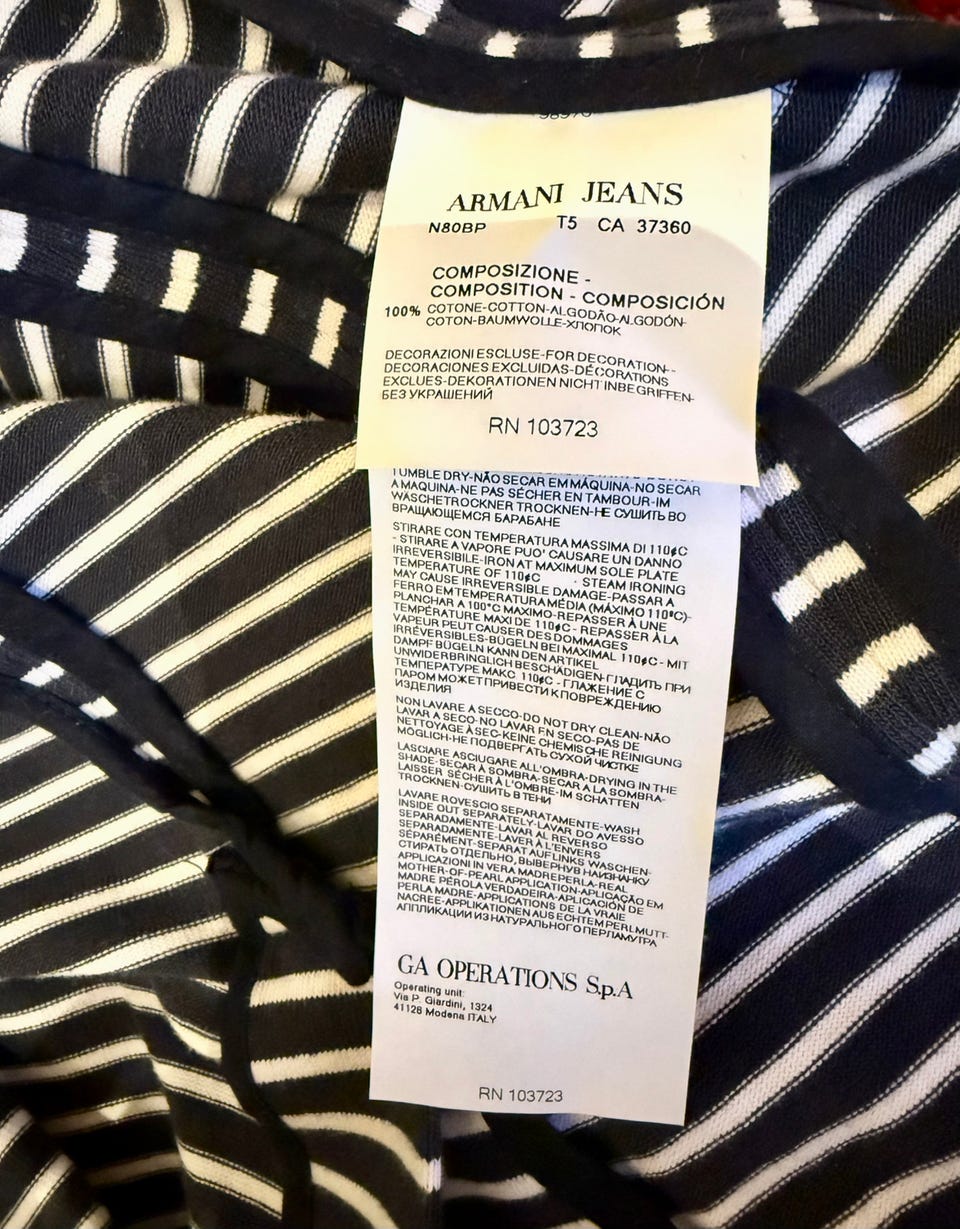 ARMANI JEANS
N80BP T5 CA 37360
COMPOSIZIONE -
COMPOSITION - COMPOSICIÓN
100% COTONE-COTTON-ALGODÃO-ALGODÓN-
COTON-BAUMWOLLE-ХЛОПОК
DECORAZIONI ESCLUSE-FOR DECORATION--
DECORACIONES EXCLUIDAS-DÉCORATIONS
EXCLUES-DEKORATIONEN NICHT INBEGRIFFEN-
БЕЗ УКРАШЕНИЙ
RN 103723
TUMBLE DRY-NÃO SECAR EM MÁQUINA-NO SECAR
A MAQUINA-NE PAS SÉCHER EN TAMBOUR-IM
WÄSCHETROCKNER TROCKNEN-НЕ СУШИТЬ ВО
ВРАЩАЮЩЕМСЯ БАРАБАНЕ
STIRARE CON TEMPERATURA MASSIMA DI 110¢C
- STIRARE A VAPORE PUO' CAUSARE UN DANNO
IRREVERSIBILE-IRON AT MAXIMUM SOLE PLATE
TEMPERATURE OF 110¢C - STEAM IRONING
MAY CAUSE IRREVERSIBLE DAMAGE-PASSAR A
FERRO EM TEMPERATURA MÉDIA (MÁXIMO 110ºC)-
PLANCHAR A 100°C MAXIMO-REPASSER À UNE
TEMPÉRATURE MAXI DE 110¢C - REPASSER À LA
VAPEUR PEUT CAUSER DES DOMMAGES
IRRÉVERSIBLES-BÜGELN BEI MAXIMAL 110¢C - MIT
DAMPF BÜGELN KANN DEN ARTIKEL
UNWIDERBRINGLICH BESCHÄDIGEN-ГЛАДИТЬ ПРИ
ТЕМПЕРАТУРЕ МАКС 110¢C - ГЛАЖЕНИЕ С
ПАРОМ МОЖЕТ ПРИВЕСТИ К ПОВРЕЖДЕНИЮ
ИЗДЕЛИЯ
NON LAVARE A SECCO-DO NOT DRY CLEAN-NÃO
LAVAR A SECO-NO LAVAR EN SECO-PAS DE
NETTOYAGE À SEC-KEINE CHEMISCHE REINIGUNG
MOGLICH-НЕ ПОДВЕРГАТЬ СУХОЙ ЧИСТКЕ
LASCIARE ASCIUGARE ALL'OMBRA-DRYING IN THE
SHADE-SECAR À SOMBRA-SECAR A LA SOMBRA-
LAISSER SÉCHER À L'OMBRE-IM SCHATTEN
TROCKNEN-СУШИТЬ В ТЕНИ
LAVARE ROVESCIO SEPARATAMENTE-WASH
INSIDE OUT SEPARATELY-LAVAR DO AVESSO
SEPARADAMENTE-LAVAR AL REVERSO
SEPARADAMENTE-LAVER À L'ENVERS
SÉPARÉMENT-SEPARAT AUF LINKS WASCHEN-
СТИРАТЬ ОТДЕЛЬНО, ВЫВЕРНУВ НАИЗНАНКУ
APPLICAZIONI IN VERA MADREPERLA-REAL
MOTHER-OF-PEARL APPLICATION-APLICAÇÃO EM
MADRE PÉROLA VERDADEIRA-APLICACIÓN DE
PERLA MADRE-APPLICATIONS DE LA VRAIE
NACREE-APPLIKATIONEN AUS ECHTEM PERLMUTT-
АППЛИКАЦИИ ИЗ НАТУРАЛЬНОГО ПЕРЛАМУТРА
GA OPERATIONS S.p.A
Operating unit:
Via P. Giardini, 1324
41126 Modena ITALY
RN 103723